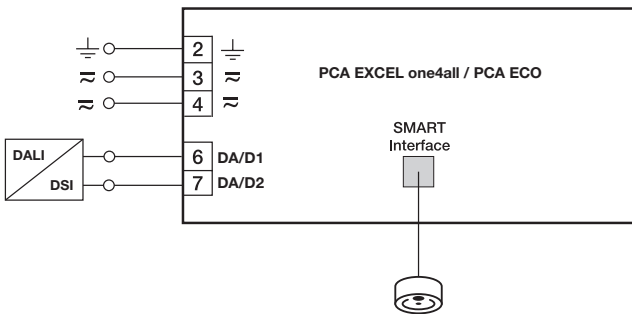 PCA EXCEL one4all / PCA ECO
2
3
4
SMART
Interface
DALI
DSI
6 DA/D1
7 DA/D2